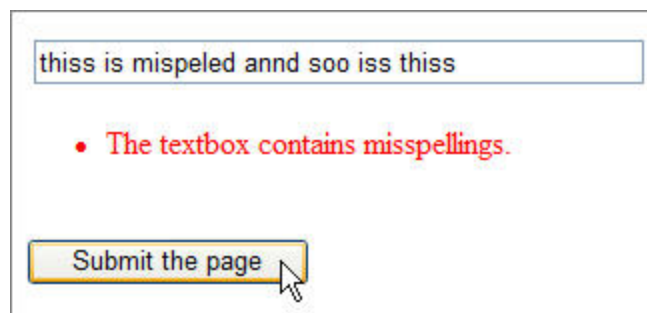 thiss is mispeled annd soo iss thiss
The textbox contains misspellings.
Submit the page